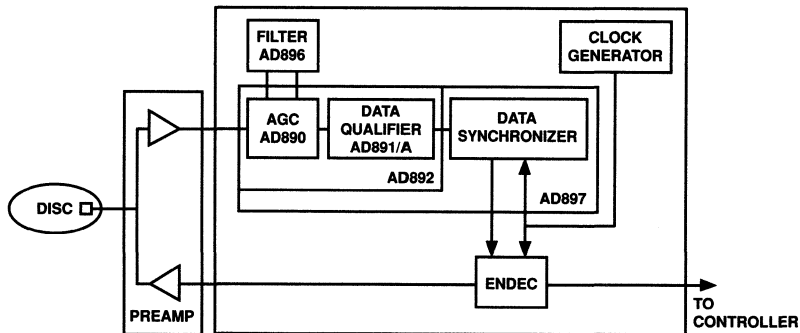 FILTER
AD896
CLOCK
GENERATOR
AGC
AD890
DATA
QUALIFIER
AD891/A
DATA
SYNCHRONIZER
AD892
AD897
DISC
ENDEC
PREAMP
TO
CONTROLLER